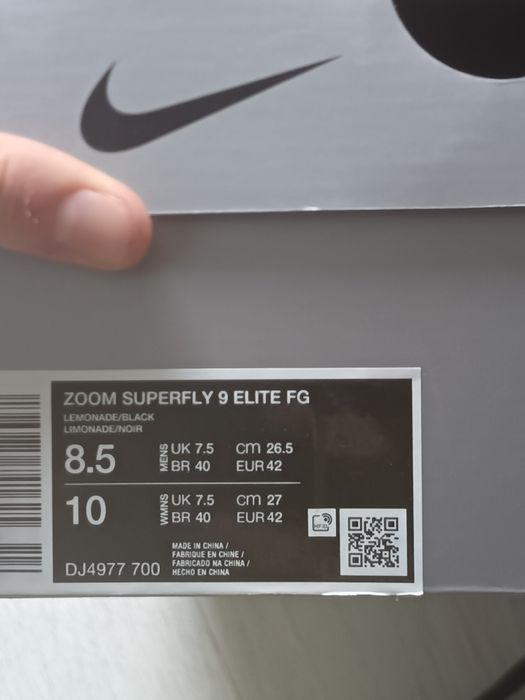 ZOOM SUPERFLY 9 ELITE FG
LEMONADE/BLACK
LIMONADE/NOIR
8.5 MENS UK 7.5 cm 26.5
BR 40 EUR 42
10 WMNS UK 7.5 cm 27
BR 40 EUR 42
MADE IN CHINA /
FABRIQUE EN CHINE /
FABRICADO NA CHINA /
HECHO EN CHINA
DJ4977 700